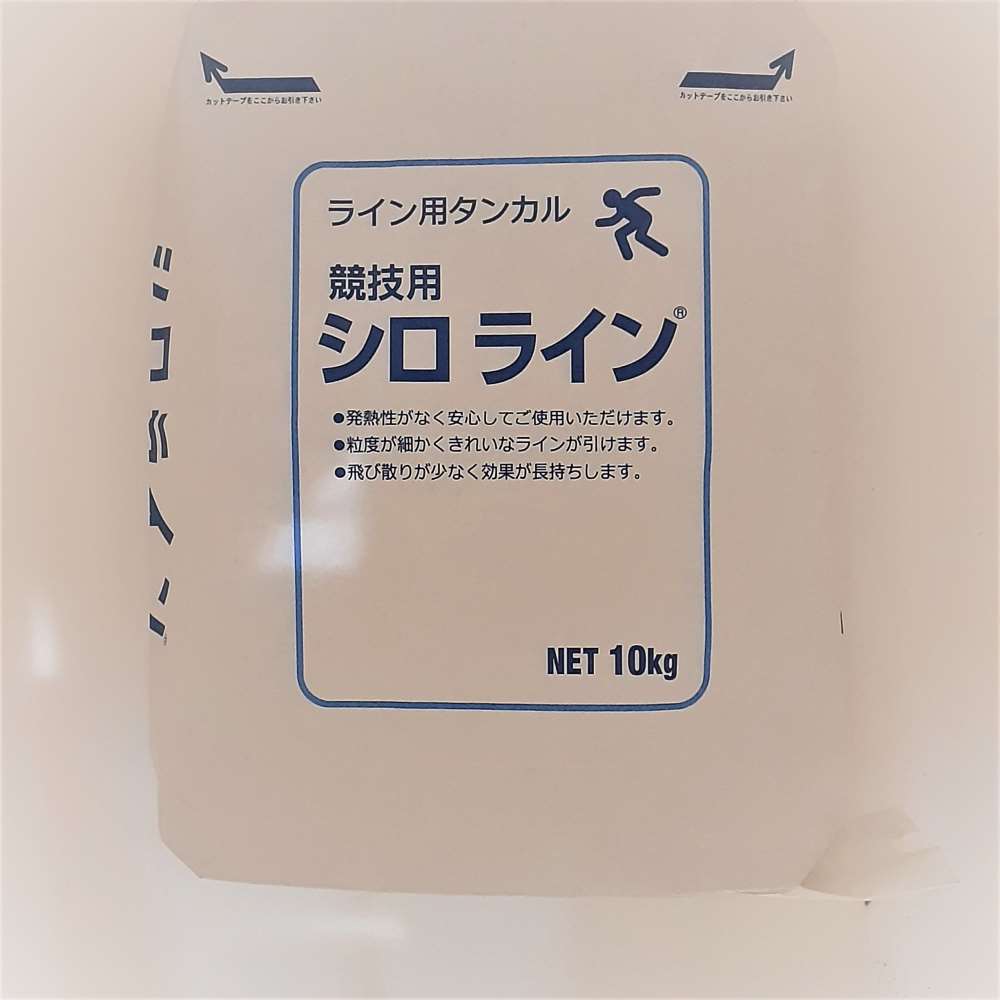 カットテープをここからお引き下さい
カットテープをここからお引き下さい
ライン用タンカル
競技用
シロ ライン®
●発熱性がなく安心してご使用いただけます。
●粒度が細かくきれいなラインが引けます。
●飛び散りが少なく効果が長持ちします。
NET 10kg
シロライン